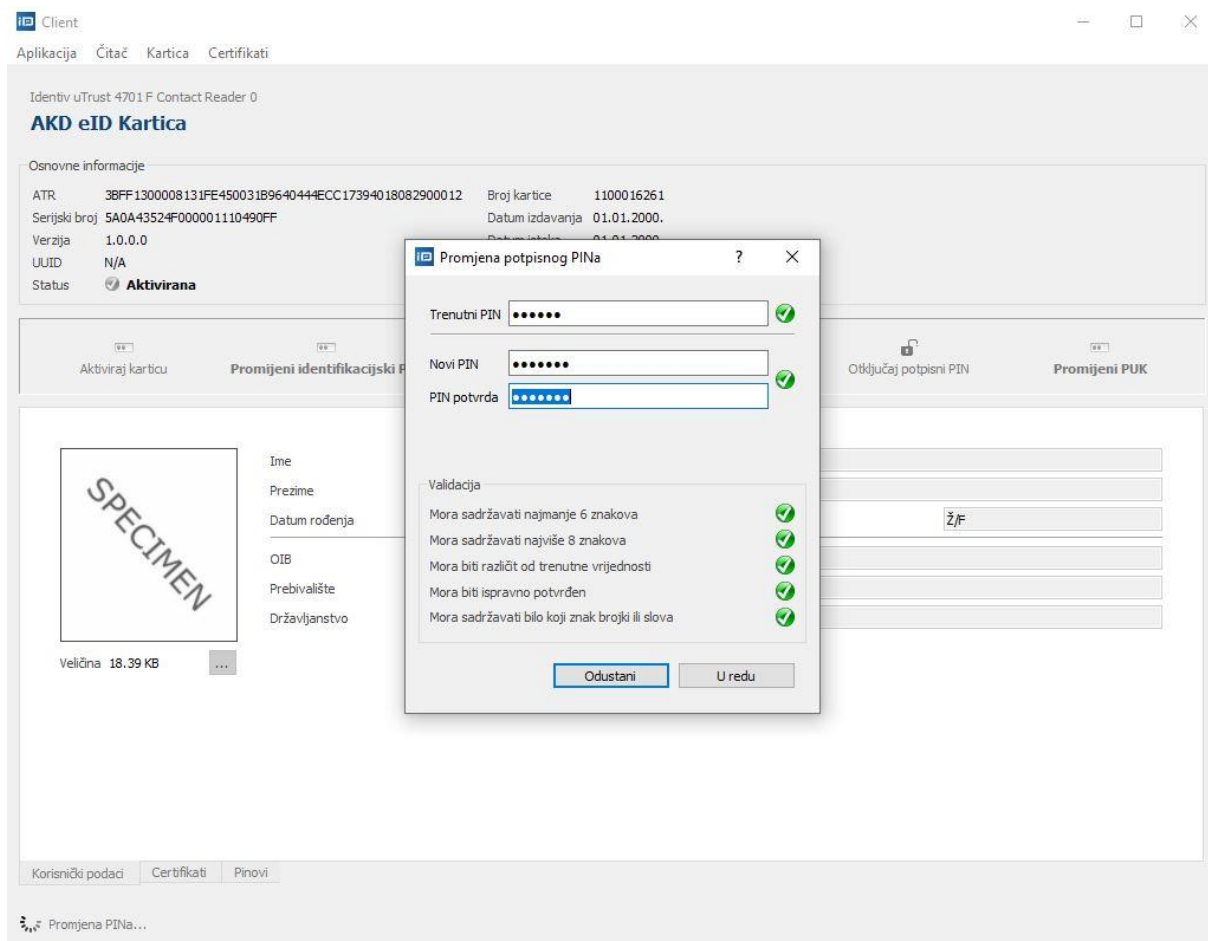 iD Client
Aplikacija Čitač Kartica Certifikati
Identiv uTrust 4701 F Contact Reader 0
AKD eID Kartica
Osnovne informacije
ATR 3BFF1300008131FE450031B9640444ECC17394018082900012 Broj kartice 1100016261
Serijski broj 5A0A43524F000001110490FF Datum izdavanja 01.01.2000.
Verzija 1.0.0.0
UUID N/A
Status Aktivirana
Aktiviraj karticu Promijeni identifikacijski Otključaj potpisni PIN Promijeni PUK
SPECIMEN
Veličina 18.39 KB ...
Ime
Prezime
Datum rođenja Ž/F
OIB
Prebivalište
Državljanstvo
iD Promjena potpisnog PINa ?
Trenutni PIN ●●●●●●
Novi PIN ●●●●●●●
PIN potvrda ●●●●●●●
Validacija
Mora sadržavati najmanje 6 znakova
Mora sadržavati najviše 8 znakova
Mora biti različit od trenutne vrijednosti
Mora biti ispravno potvrđen
Mora sadržavati bilo koji znak brojki ili slova
Odustani U redu
Korisnički podaci Certifikati Pinovi
Promjena PINa...